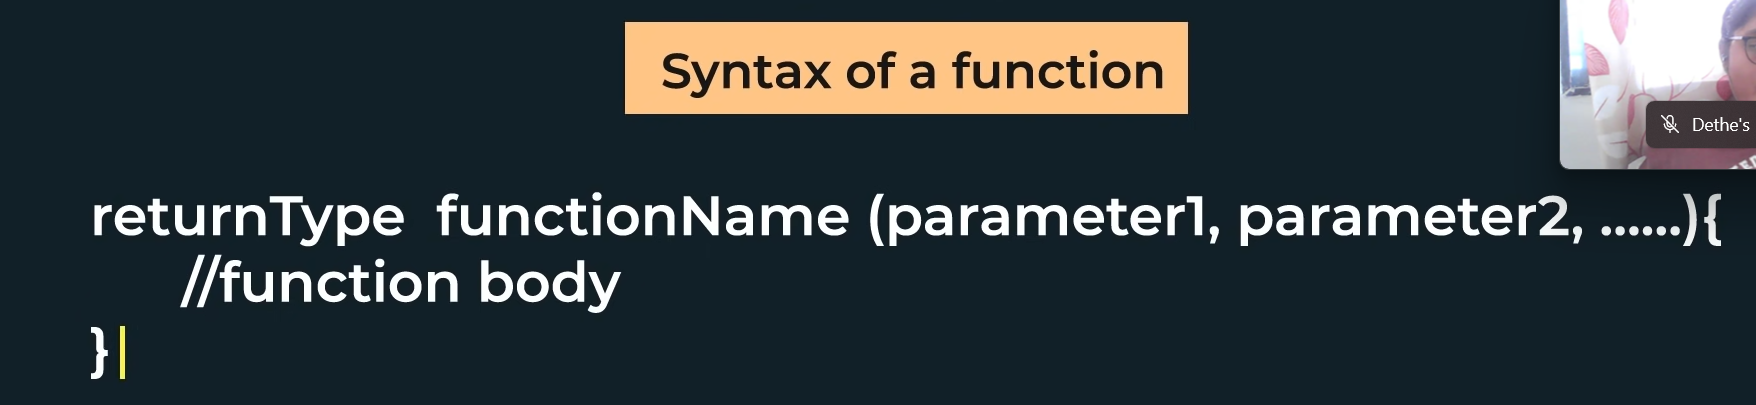 Syntax of a function
Dethe's
returnType functionName (parameter1, parameter2, ......){
//function body
}